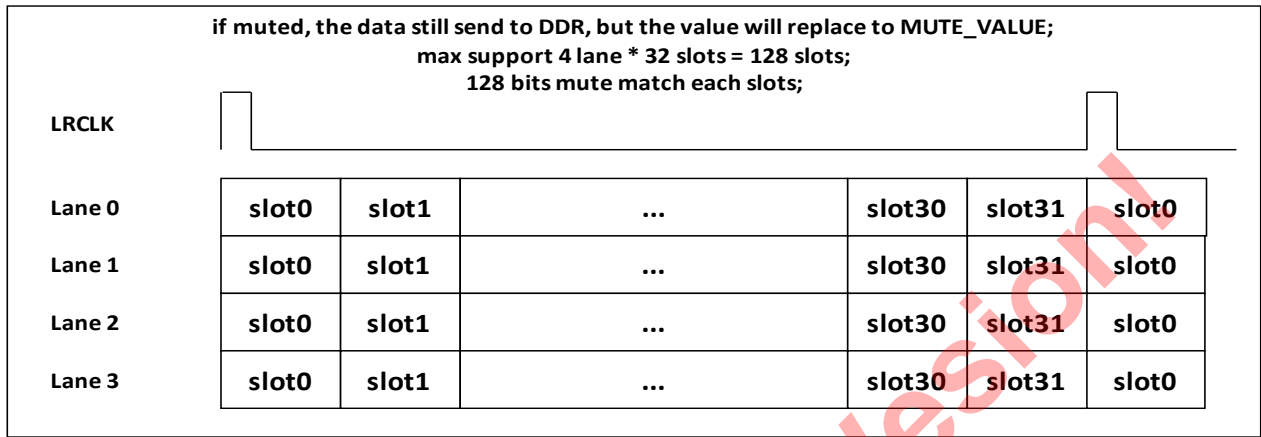 if muted, the data still send to DDR, but the value will replace to MUTE_VALUE;
max support 4 lane * 32 slots = 128 slots;
128 bits mute match each slots;
LRCLK
Lane 0 slot0 slot1 ... slot30 slot31 slot0
Lane 1 slot0 slot1 ... slot30 slot31 slot0
Lane 2 slot0 slot1 ... slot30 slot31 slot0
Lane 3 slot0 slot1 ... slot30 slot31 slot0